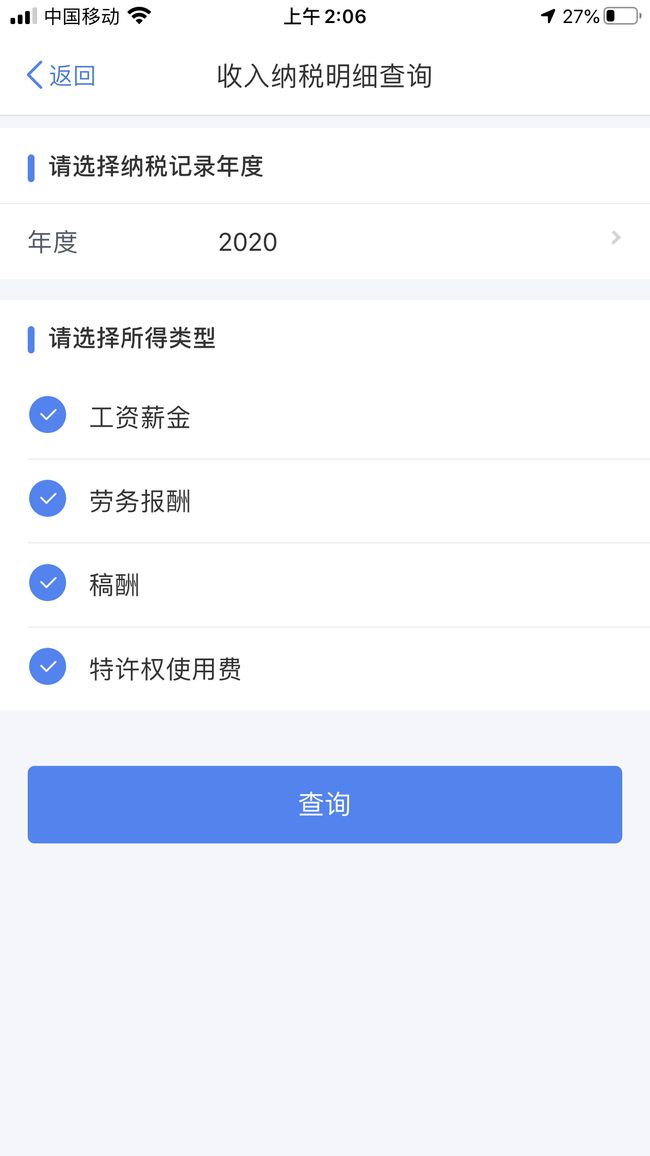 中国移动 上午2:06 27%
返回 收入纳税明细查询
请选择纳税记录年度
年度 2020
请选择所得类型
工资薪金
劳务报酬
稿酬
特许权使用费
查询